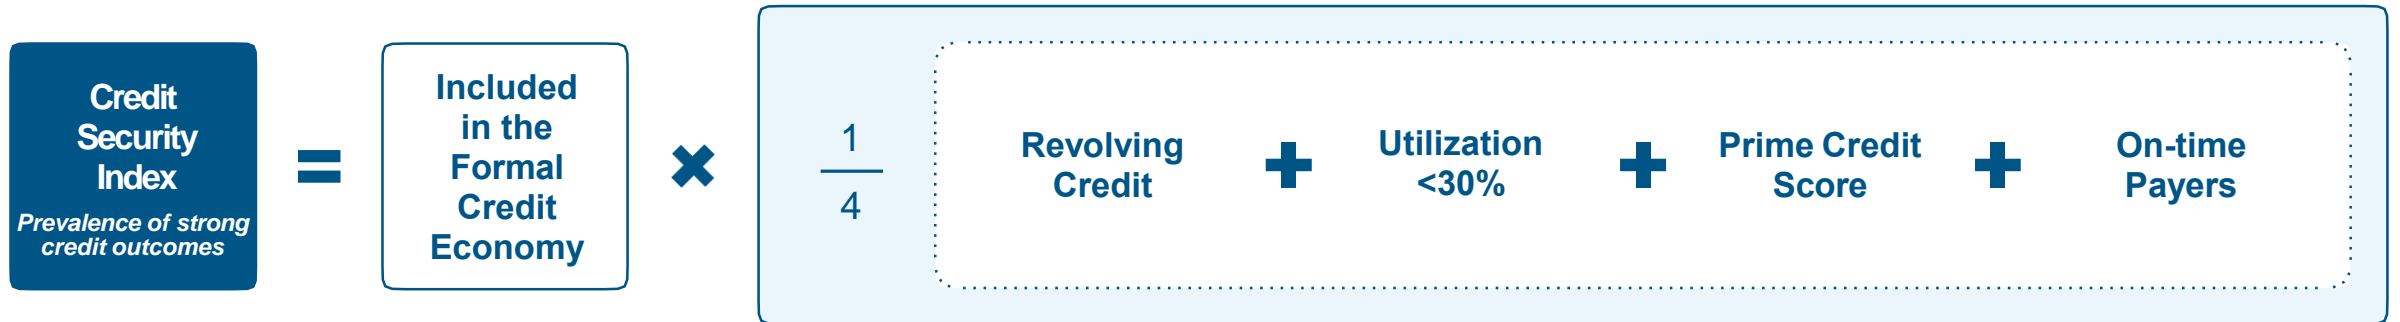 Credit
Security
Index
Prevalence of strong
credit outcomes
=
Included
in the
Formal
Credit
Economy
×
1
4
Revolving
Credit
+
Utilization
<30%
+
Prime Credit
Score
+
On-time
Payers